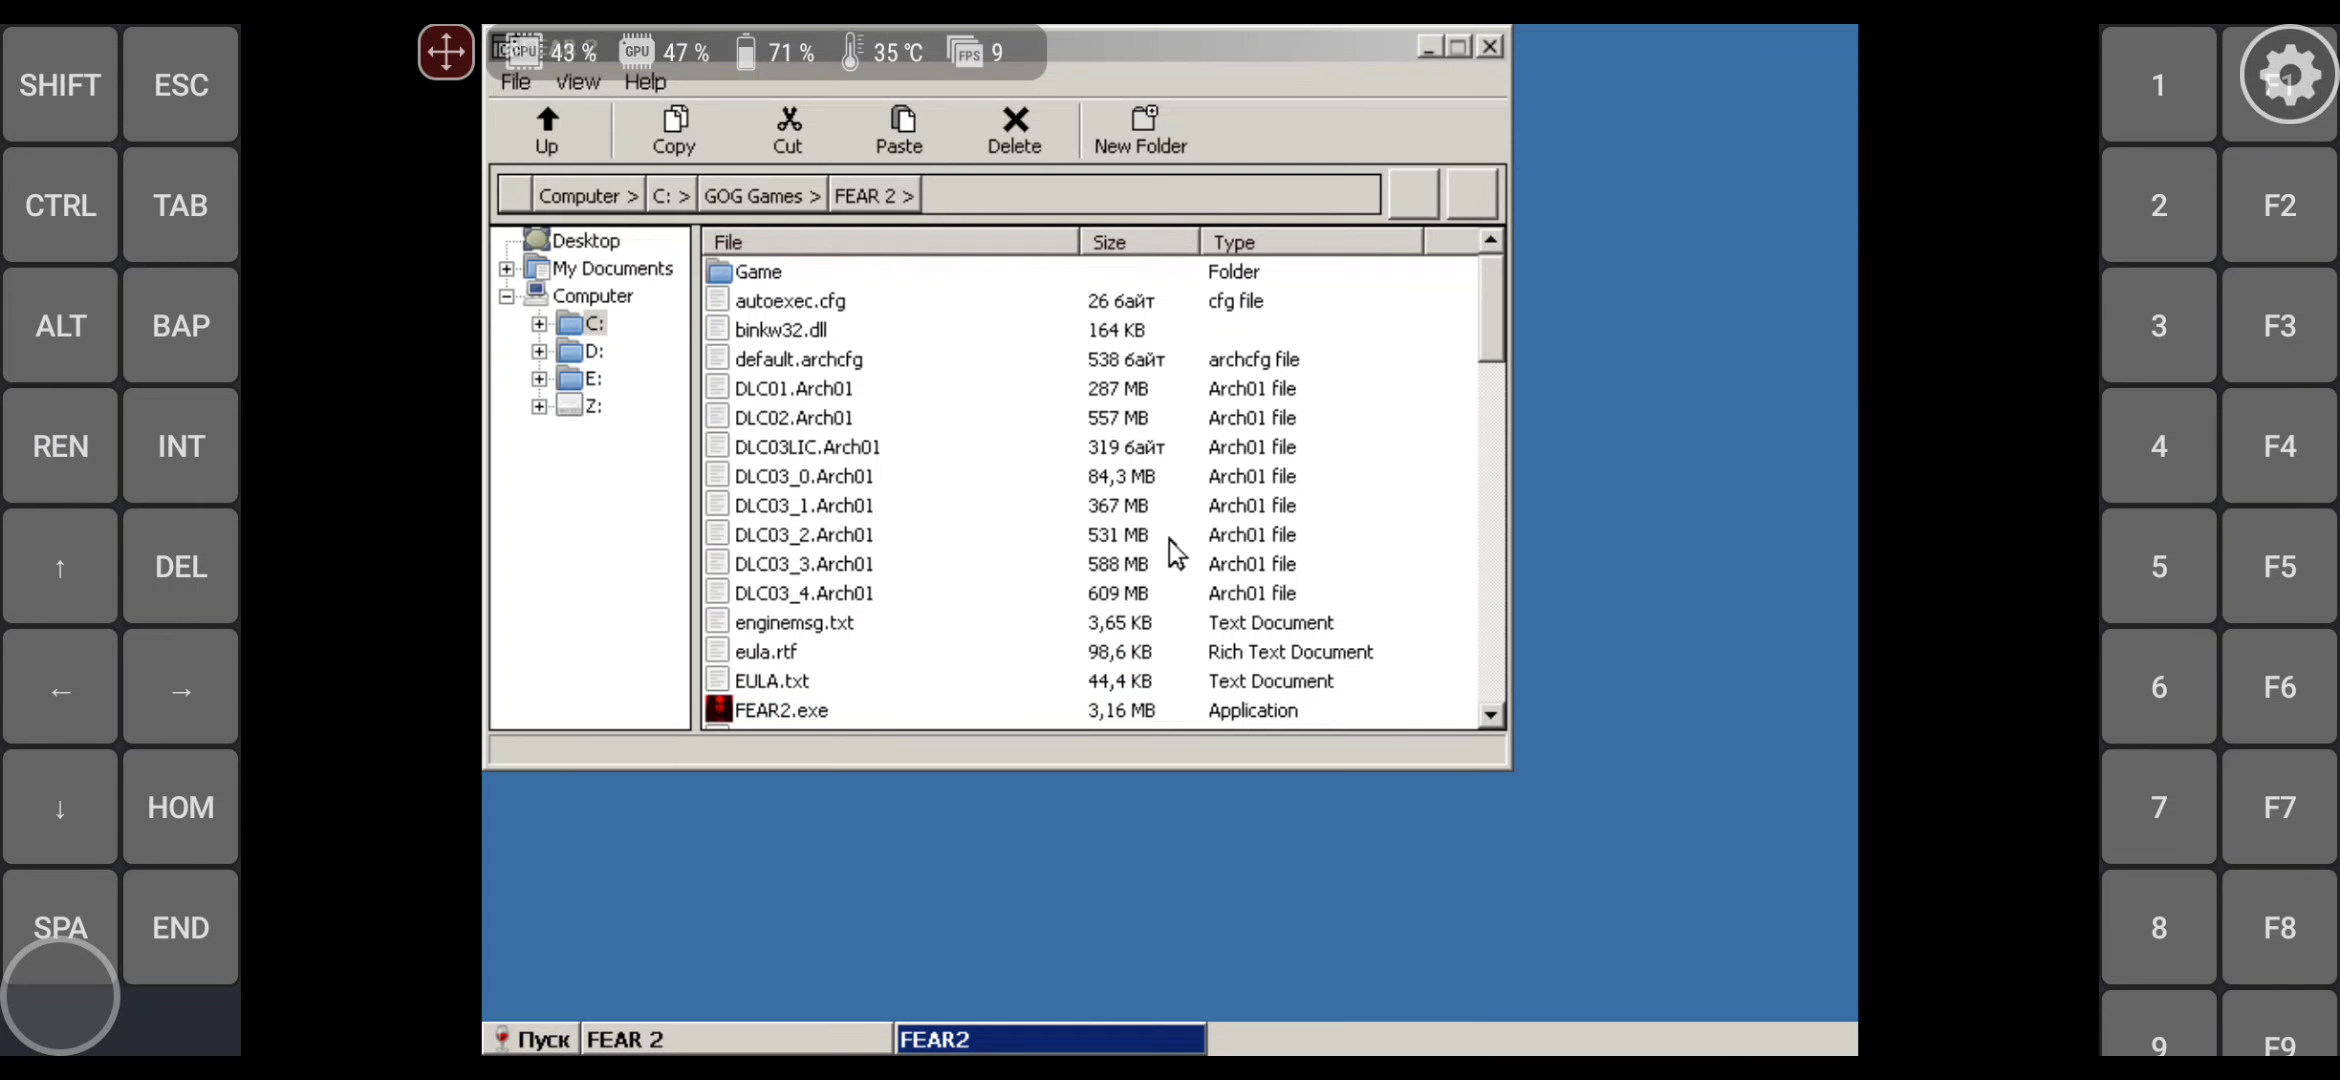 SHIFT ESC
CTRL TAB
ALT BAP
REN INT
↑ DEL
← →
↓ HOM
SPA END
CPU 43 % GPU 47 % 71 % 35 °C FPS 9
File View Help
Up Copy Cut Paste Delete New Folder
Computer > C: > GOG Games > FEAR 2 >
Desktop
My Documents
Computer
C:
D:
E:
Z:
File Size Type
Game Folder
autoexec.cfg 26 байт cfg file
binkw32.dll 164 KB
default.archcfg 538 байт archcfg file
DLC01.Arch01 287 MB Arch01 file
DLC02.Arch01 557 MB Arch01 file
DLC03LIC.Arch01 319 байт Arch01 file
DLC03_0.Arch01 84,3 MB Arch01 file
DLC03_1.Arch01 367 MB Arch01 file
DLC03_2.Arch01 531 MB Arch01 file
DLC03_3.Arch01 588 MB Arch01 file
DLC03_4.Arch01 609 MB Arch01 file
enginemsg.txt 3,65 KB Text Document
eula.rtf 98,6 KB Rich Text Document
EULA.txt 44,4 KB Text Document
FEAR2.exe 3,16 MB Application
Пуск FEAR 2 FEAR2
1 F1
2 F2
3 F3
4 F4
5 F5
6 F6
7 F7
8 F8
9 F9